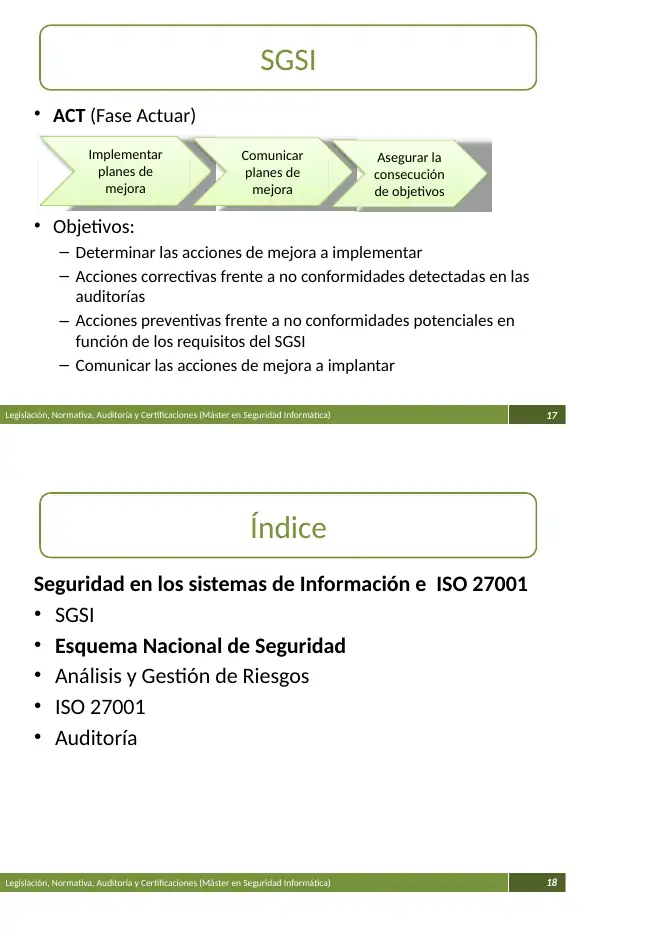 SGSI
• ACT (Fase Actuar)
Implementar
planes de
mejora
Comunicar
planes de
mejora
Asegurar la
consecución
de objetivos
• Objetivos:
– Determinar las acciones de mejora a implementar
– Acciones correctivas frente a no conformidades detectadas en las
auditorías
– Acciones preventivas frente a no conformidades potenciales en
función de los requisitos del SGSI
– Comunicar las acciones de mejora a implantar
Legislación, Normativa, Auditoría y Certificaciones (Máster en Seguridad Informática)
17
Índice
Seguridad en los sistemas de Información e ISO 27001
• SGSI
• Esquema Nacional de Seguridad
• Análisis y Gestión de Riesgos
• ISO 27001
• Auditoría
Legislación, Normativa, Auditoría y Certificaciones (Máster en Seguridad Informática)
18